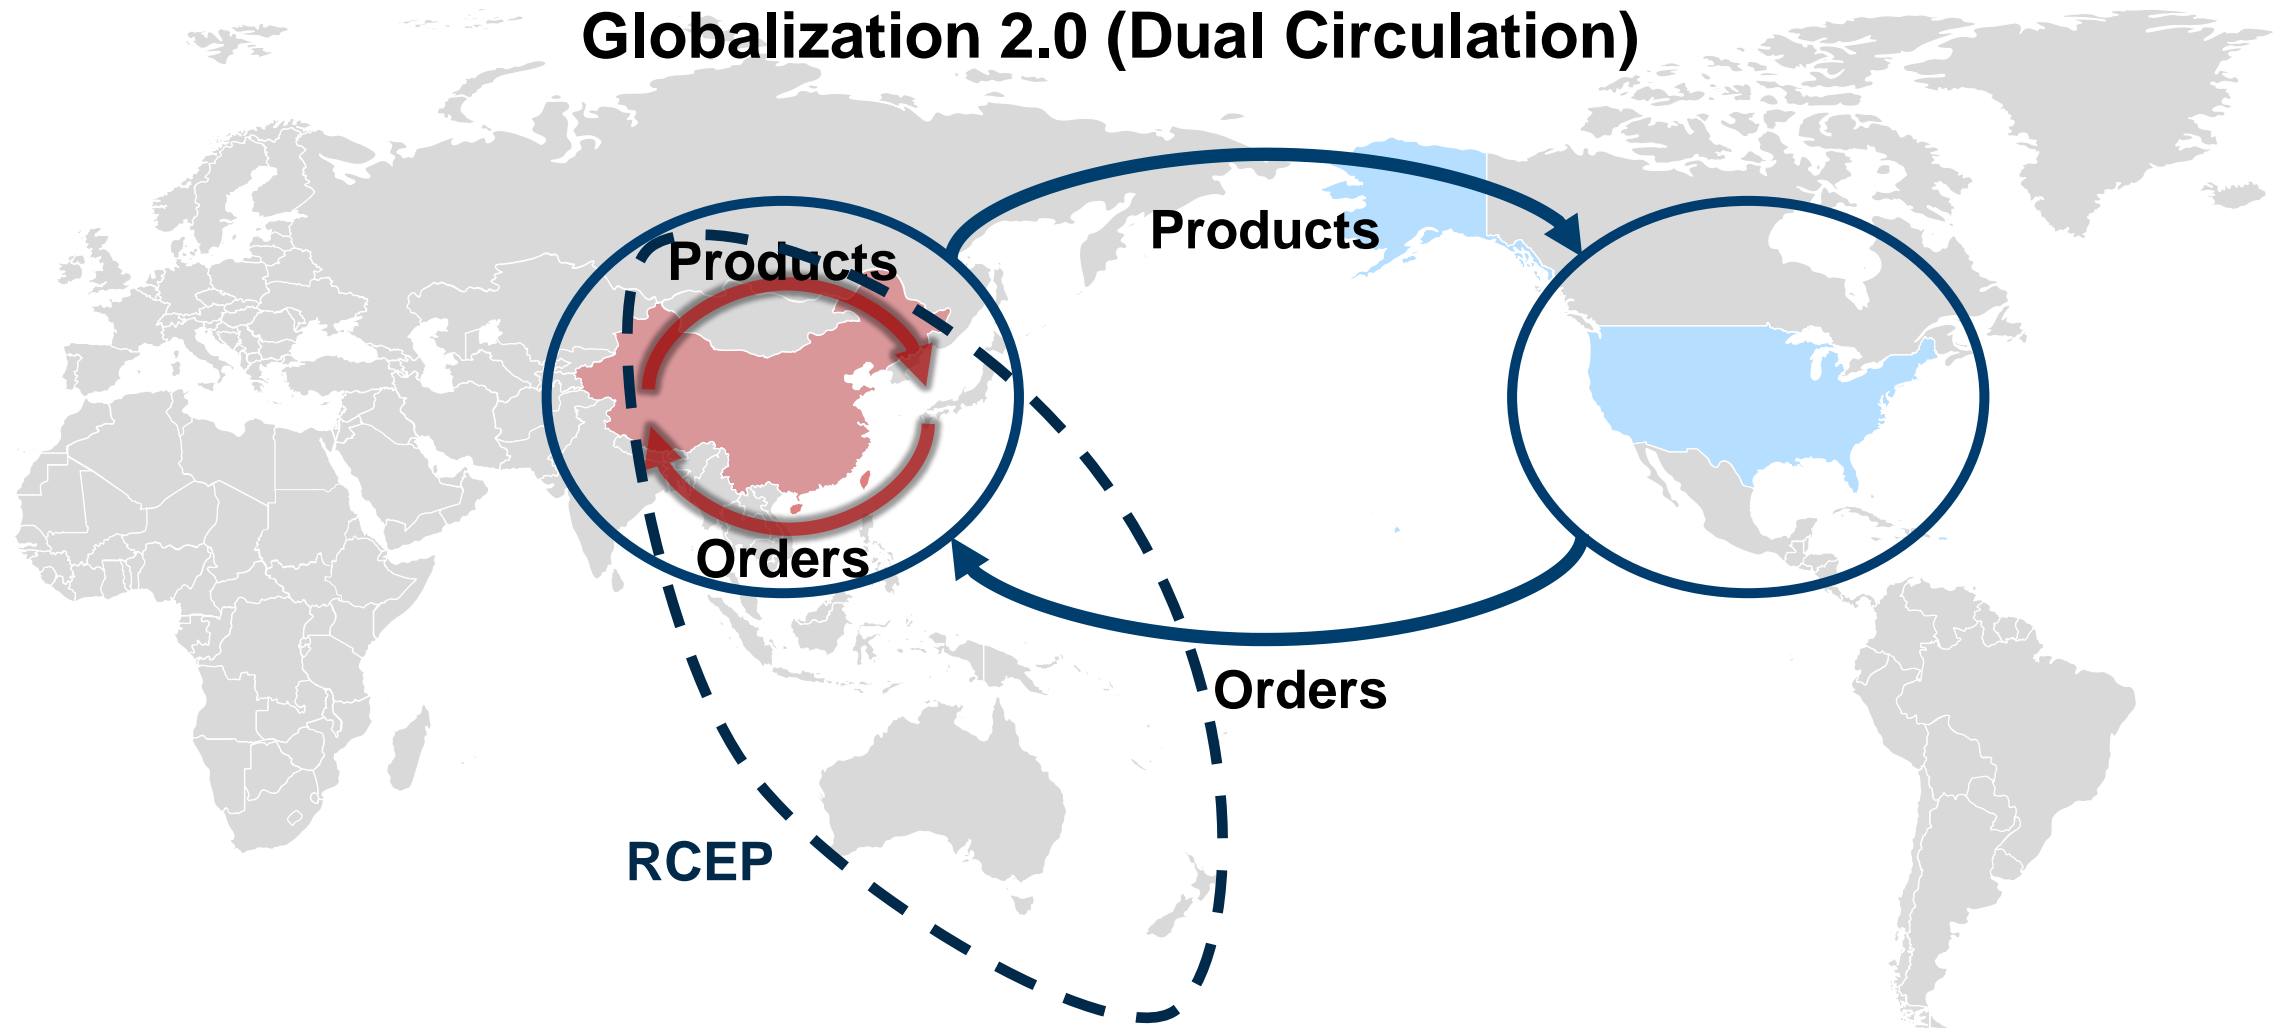 Globalization 2.0 (Dual Circulation)
Products
Products
Orders
Orders
RCEP